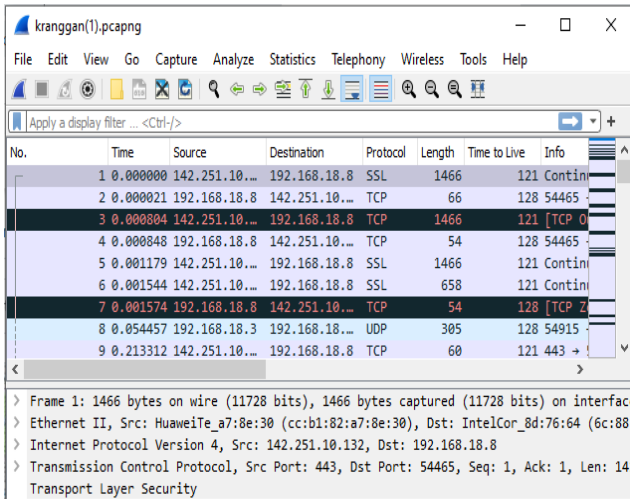 kranggan(1).pcapng
File Edit View Go Capture Analyze Statistics Telephony Wireless Tools Help
Apply a display filter ... <Ctrl-/>
No. Time Source Destination Protocol Length Time to Live Info
1 0.000000 142.251.10.… 192.168.18.8 SSL 1466 121 Contin
2 0.000021 192.168.18.8 142.251.10.… TCP 66 128 54465
3 0.000804 142.251.10.… 192.168.18.8 TCP 1466 121 [TCP O
4 0.000848 192.168.18.8 142.251.10.… TCP 54 128 54465
5 0.001179 142.251.10.… 192.168.18.8 SSL 1466 121 Contin
6 0.001544 142.251.10.… 192.168.18.8 SSL 658 121 Contin
7 0.001574 192.168.18.8 142.251.10.… TCP 54 128 [TCP Z
8 0.054457 192.168.18.3 192.168.18.… UDP 305 128 54915
9 0.213312 142.251.10.… 192.168.18.8 TCP 60 121 443 →
Frame 1: 1466 bytes on wire (11728 bits), 1466 bytes captured (11728 bits) on interfac
Ethernet II, Src: HuaweiTe_a7:8e:30 (cc:b1:82:a7:8e:30), Dst: IntelCor_8d:76:64 (6c:88
Internet Protocol Version 4, Src: 142.251.10.132, Dst: 192.168.18.8
Transmission Control Protocol, Src Port: 443, Dst Port: 54465, Seq: 1, Ack: 1, Len: 14
Transport Layer Security